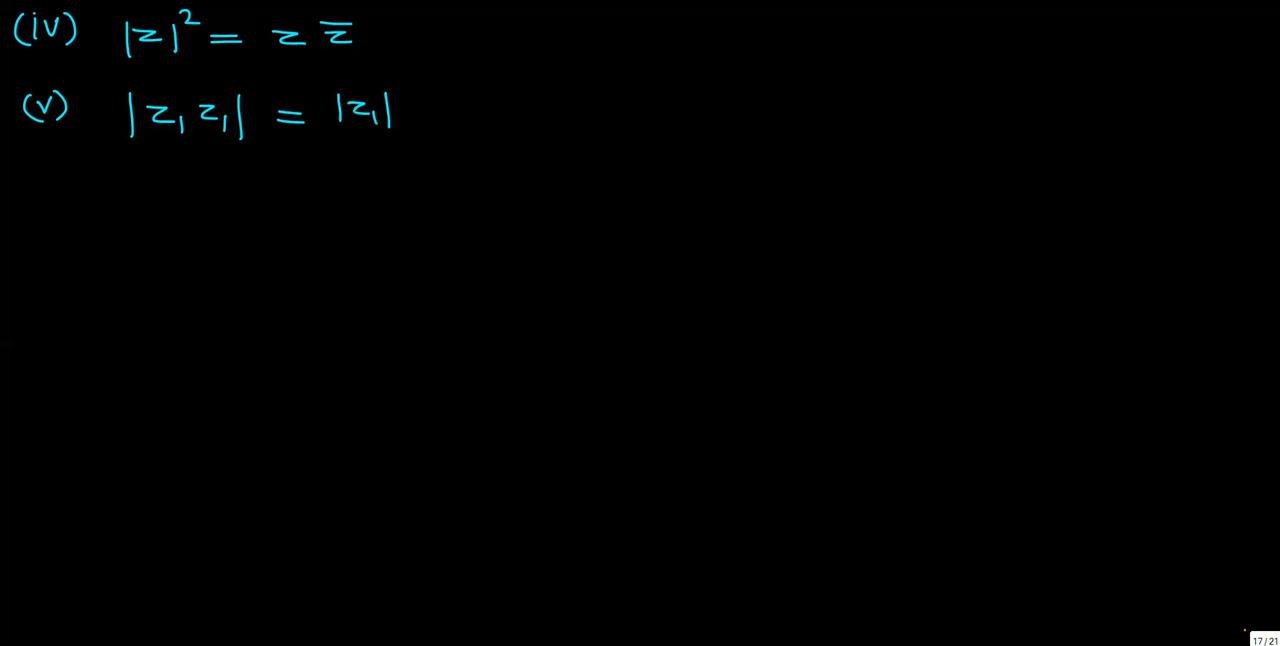 (iv) |z|² = z z̅
(v) |z₁ z₁| = |z₁|
17/21